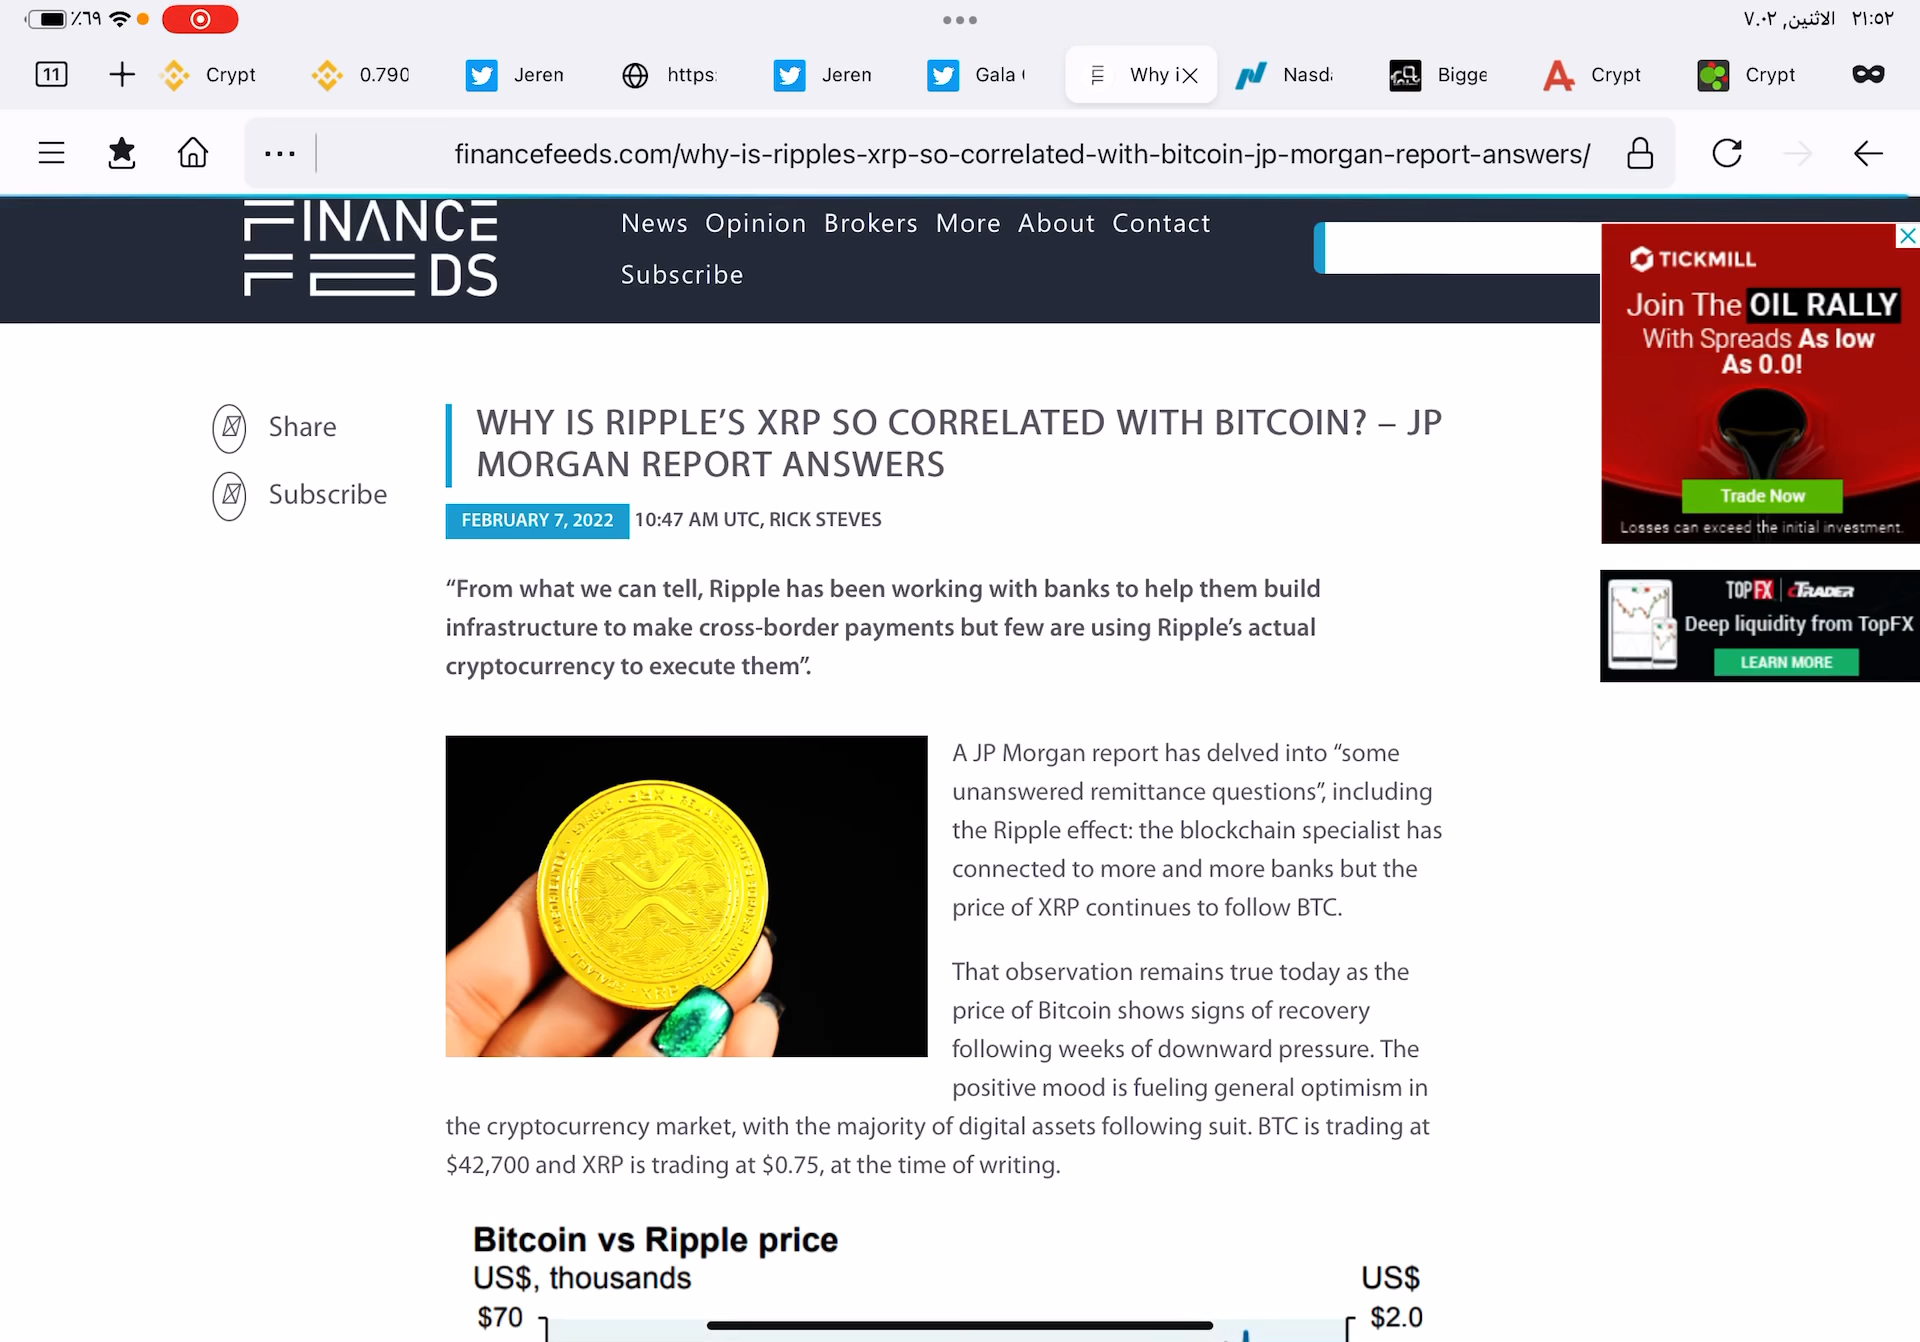 ٪٦٩
الاثنين, ٧.٠٢ ٢١:٥٢
11 Crypt 0.790 Jeren https: Jeren Gala Why i Nasda Bigge Crypt Crypt
financefeeds.com/why-is-ripples-xrp-so-correlated-with-bitcoin-jp-morgan-report-answers/
FINANCE
FEEDS
News Opinion Brokers More About Contact
Subscribe
TICKMILL
Join The OIL RALLY
With Spreads As low
As 0.0!
Trade Now
Losses can exceed the initial investment.
TOPFX cTRADER
Deep liquidity from TopFX
LEARN MORE
Share
Subscribe
WHY IS RIPPLE’S XRP SO CORRELATED WITH BITCOIN? – JP
MORGAN REPORT ANSWERS
FEBRUARY 7, 2022 10:47 AM UTC, RICK STEVES
“From what we can tell, Ripple has been working with banks to help them build
infrastructure to make cross-border payments but few are using Ripple’s actual
cryptocurrency to execute them”.
XRP
A JP Morgan report has delved into “some
unanswered remittance questions”, including
the Ripple effect: the blockchain specialist has
connected to more and more banks but the
price of XRP continues to follow BTC.
That observation remains true today as the
price of Bitcoin shows signs of recovery
following weeks of downward pressure. The
positive mood is fueling general optimism in
the cryptocurrency market, with the majority of digital assets following suit. BTC is trading at
$42,700 and XRP is trading at $0.75, at the time of writing.
Bitcoin vs Ripple price
US$, thousands US$
$70 $2.0